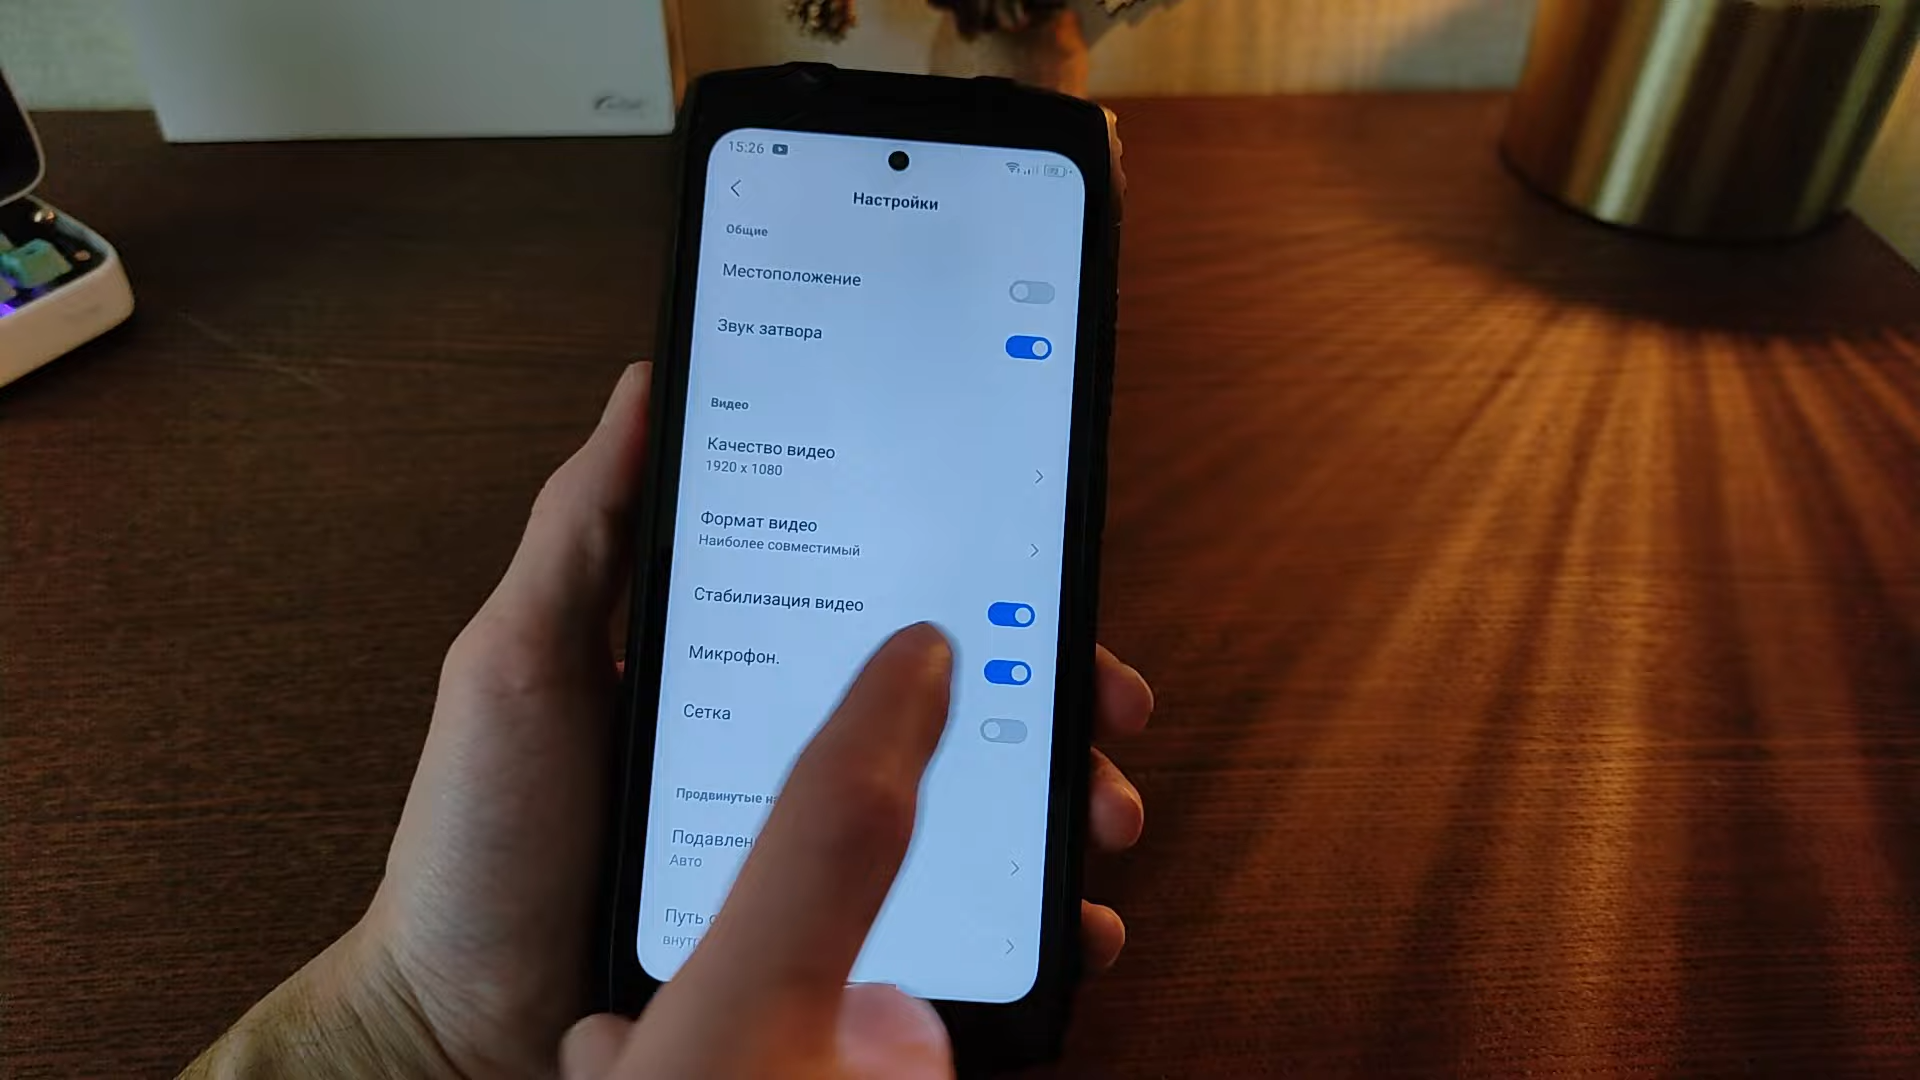 15:26
Настройки
Общие
Местоположение
Звук затвора
Видео
Качество видео
1920 x 1080
Формат видео
Наиболее совместимый
Стабилизация видео
Микрофон.
Сетка
Продвинутые
Авто
Путь